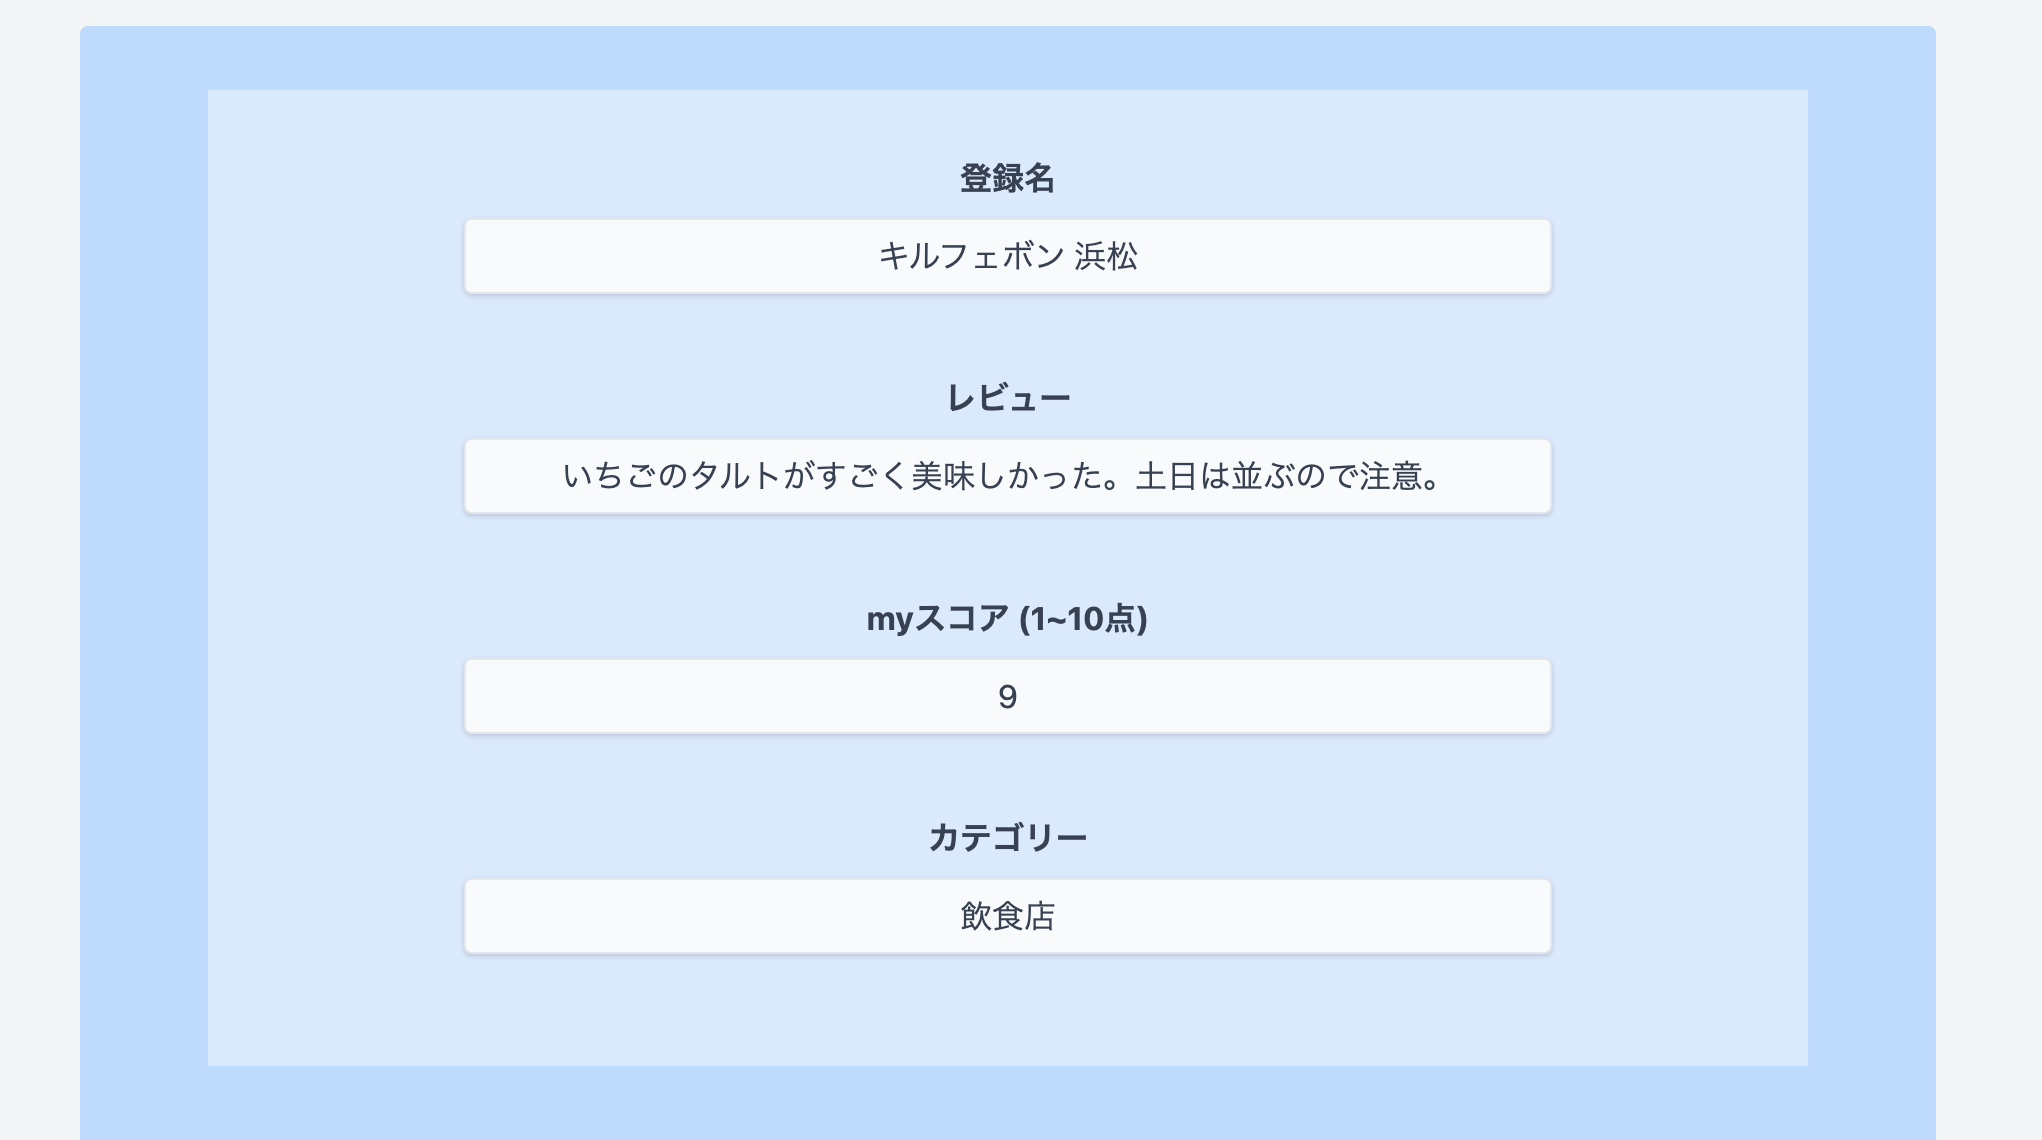 登録名
キルフェボン 浜松
レビュー
いちごのタルトがすごく美味しかった。土日は並ぶので注意。
myスコア (1~10点)
9
カテゴリー
飲食店